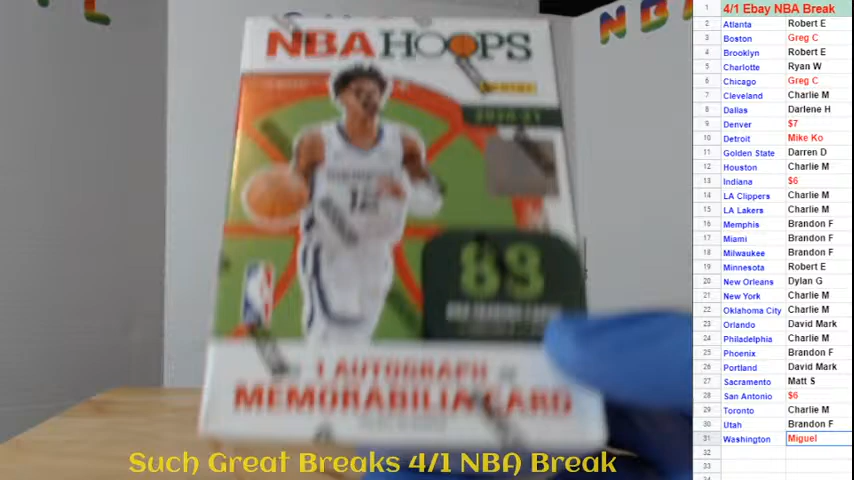 NBA HOOPS
PANINI
2020-21
12
88
1 AUTOGRAPH
MEMORABILIA CARD
Such Great Breaks 4/1 NBA Break
1 4/1 Ebay NBA Break
2 Atlanta Robert E
3 Boston Greg C
4 Brooklyn Robert E
5 Charlotte Ryan W
6 Chicago Greg C
7 Cleveland Charlie M
8 Dallas Darlene H
9 Denver $7
10 Detroit Mike Ko
11 Golden State Darren D
12 Houston Charlie M
13 Indiana $6
14 LA Clippers Charlie M
15 LA Lakers Charlie M
16 Memphis Brandon F
17 Miami Brandon F
18 Milwaukee Brandon F
19 Minnesota Robert E
20 New Orleans Dylan G
21 New York Charlie M
22 Oklahoma City Charlie M
23 Orlando David Mark
24 Philadelphia Charlie M
25 Phoenix Brandon F
26 Portland David Mark
27 Sacramento Matt S
28 San Antonio $6
29 Toronto Charlie M
30 Utah Brandon F
31 Washington Miguel
32
33
34